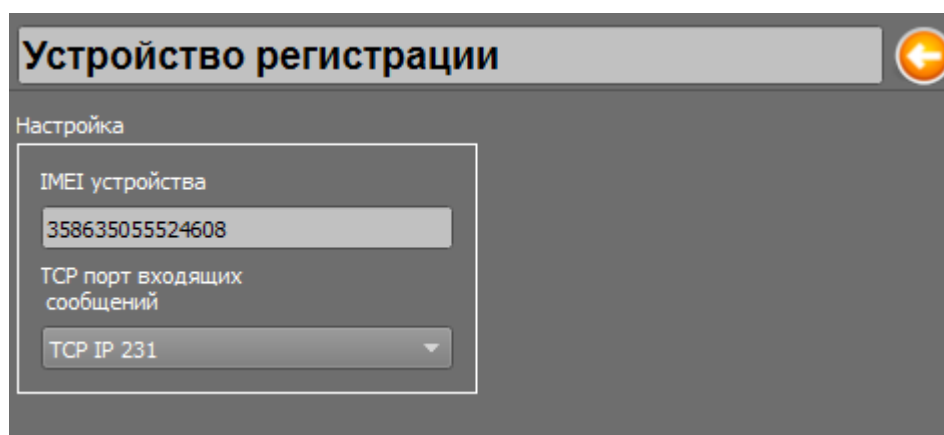 Устройство регистрации
Настройка
IMEI устройства
358635055524608
TCP порт входящих
сообщений
TCP IP 231